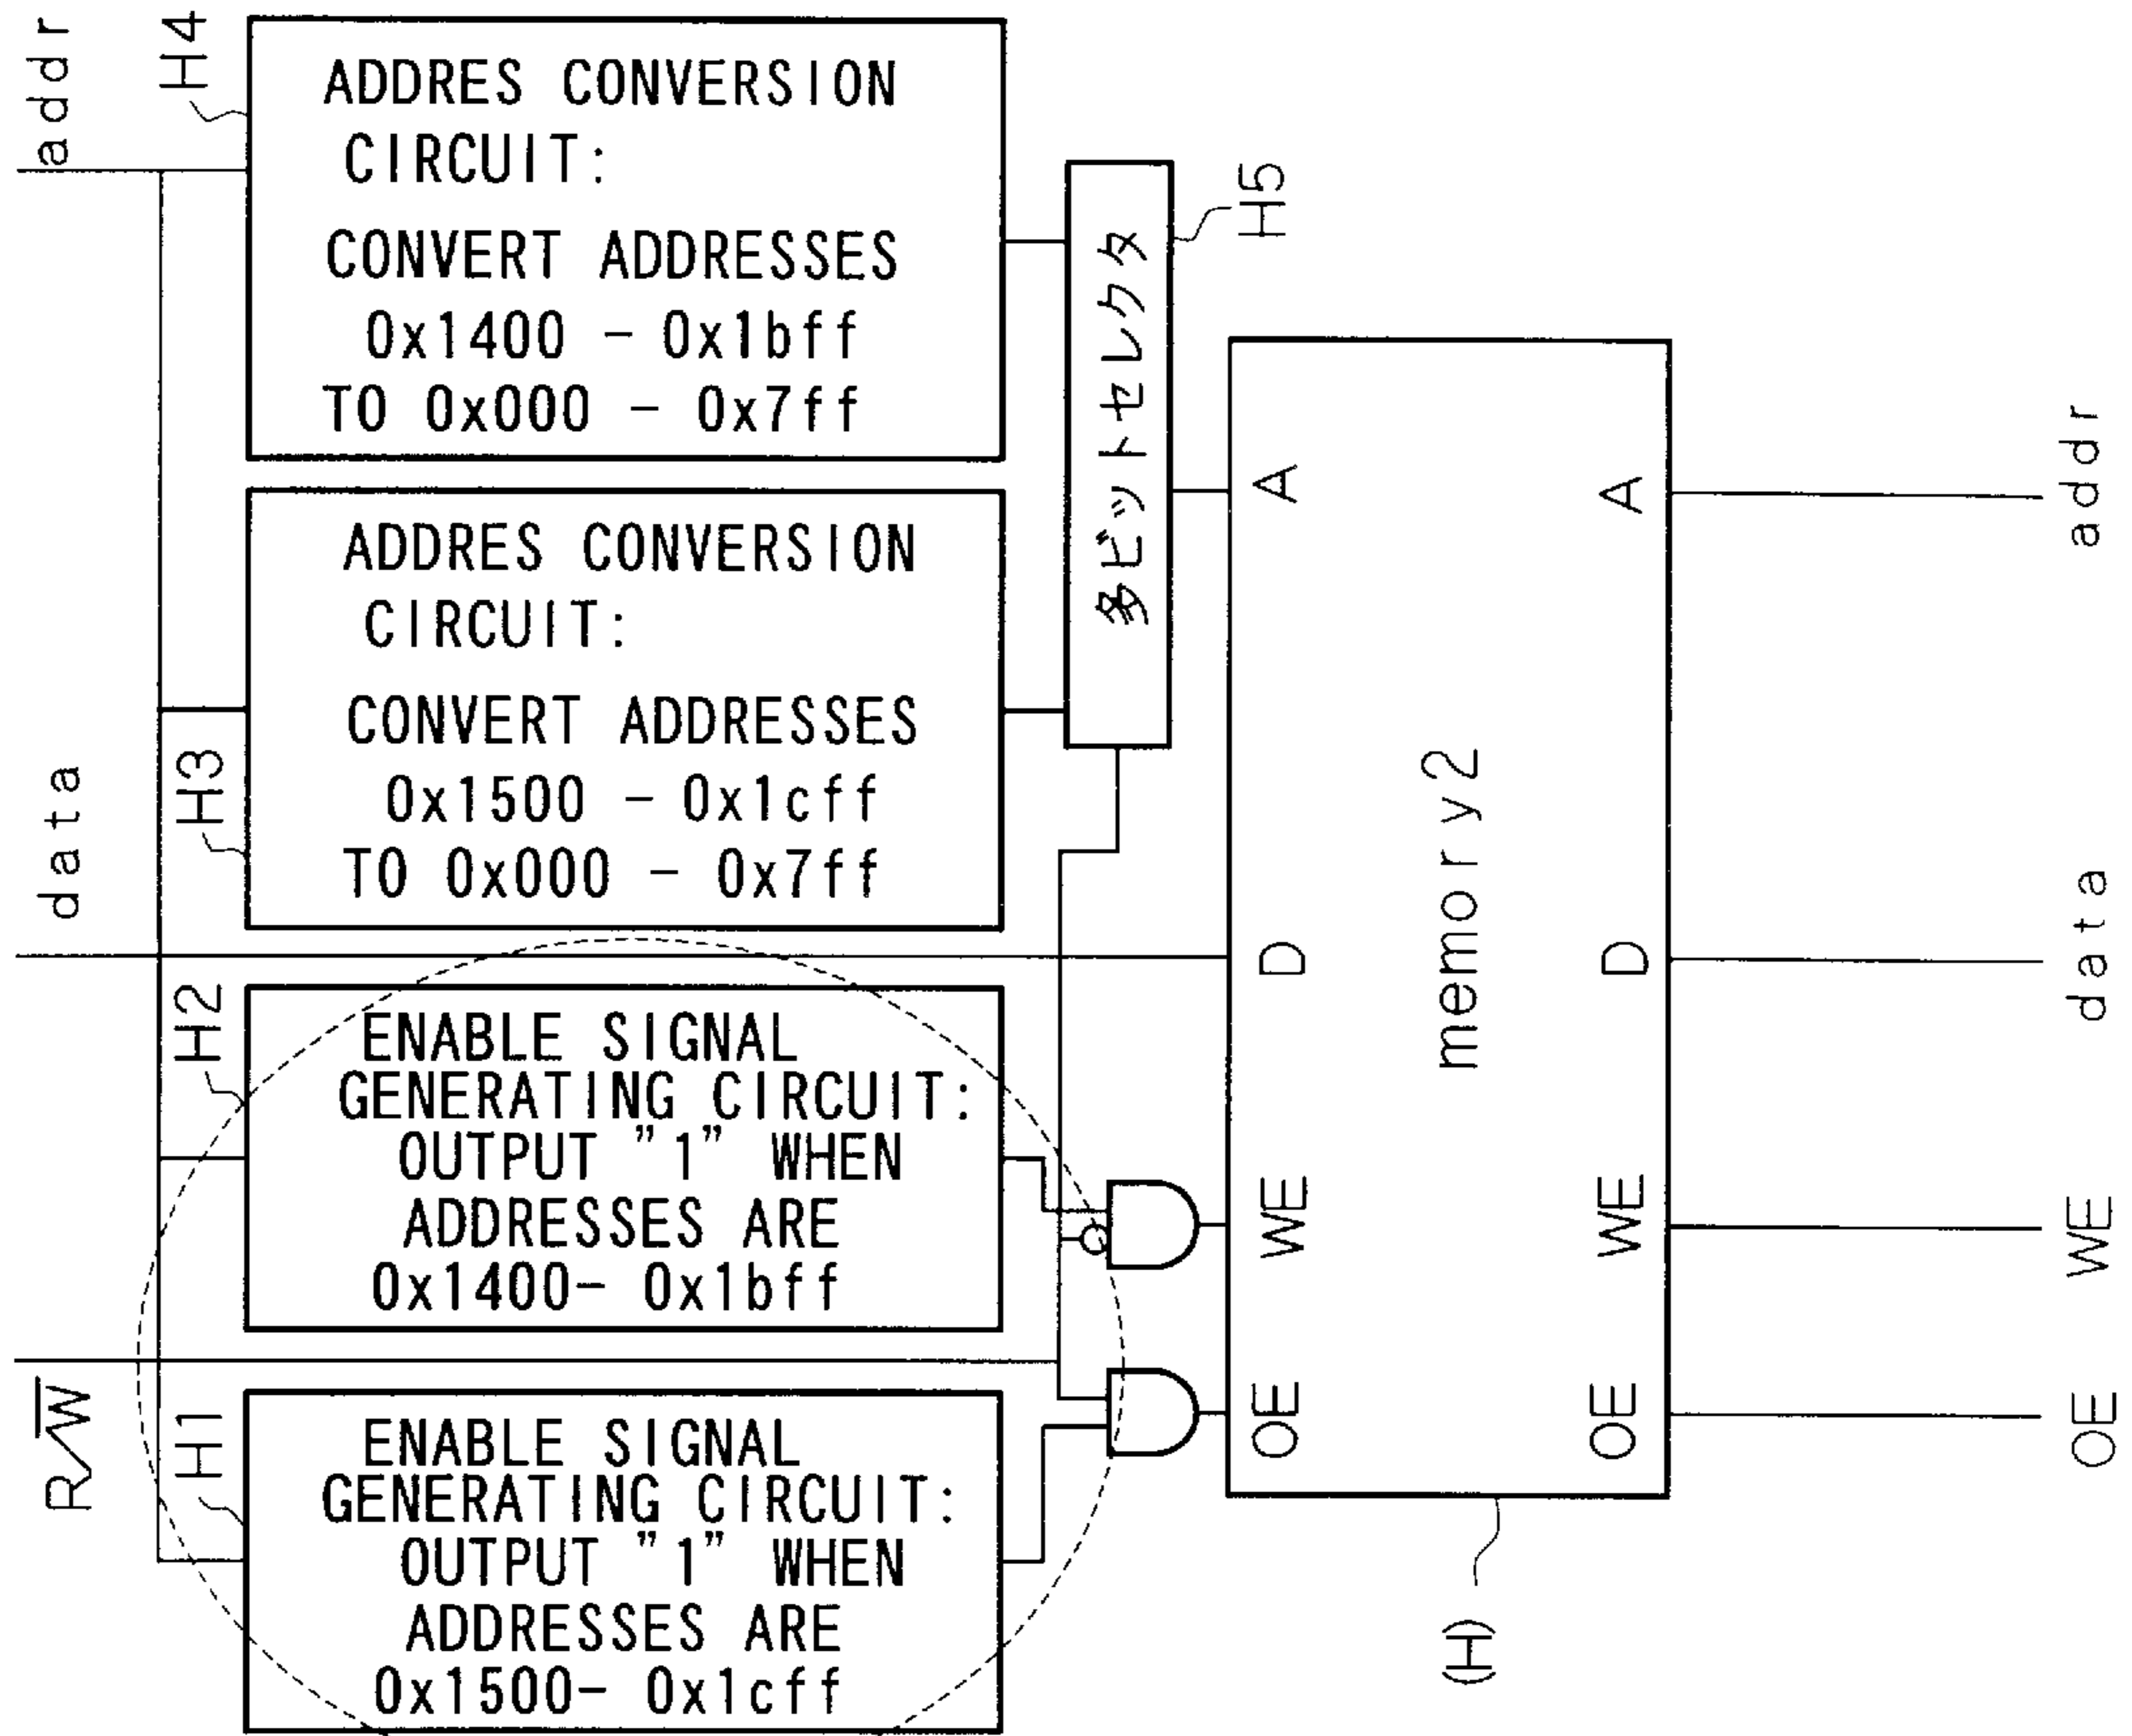 addr
H4
ADDRES CONVERSION
CIRCUIT:
CONVERT ADDRESSES
0x1400 - 0x1bff
TO 0x000 - 0x7ff
H3
ADDRES CONVERSION
CIRCUIT:
CONVERT ADDRESSES
0x1500 - 0x1cff
TO 0x000 - 0x7ff
data
H2
ENABLE SIGNAL
GENERATING CIRCUIT:
OUTPUT "1" WHEN
ADDRESSES ARE
0x1400- 0x1bff
R/W̅
H1
ENABLE SIGNAL
GENERATING CIRCUIT:
OUTPUT "1" WHEN
ADDRESSES ARE
0x1500- 0x1cff
多ビットセレクタ
H5
A
D
WE
OE
memory2
A
D
WE
OE
(H)
addr
data
WE
OE